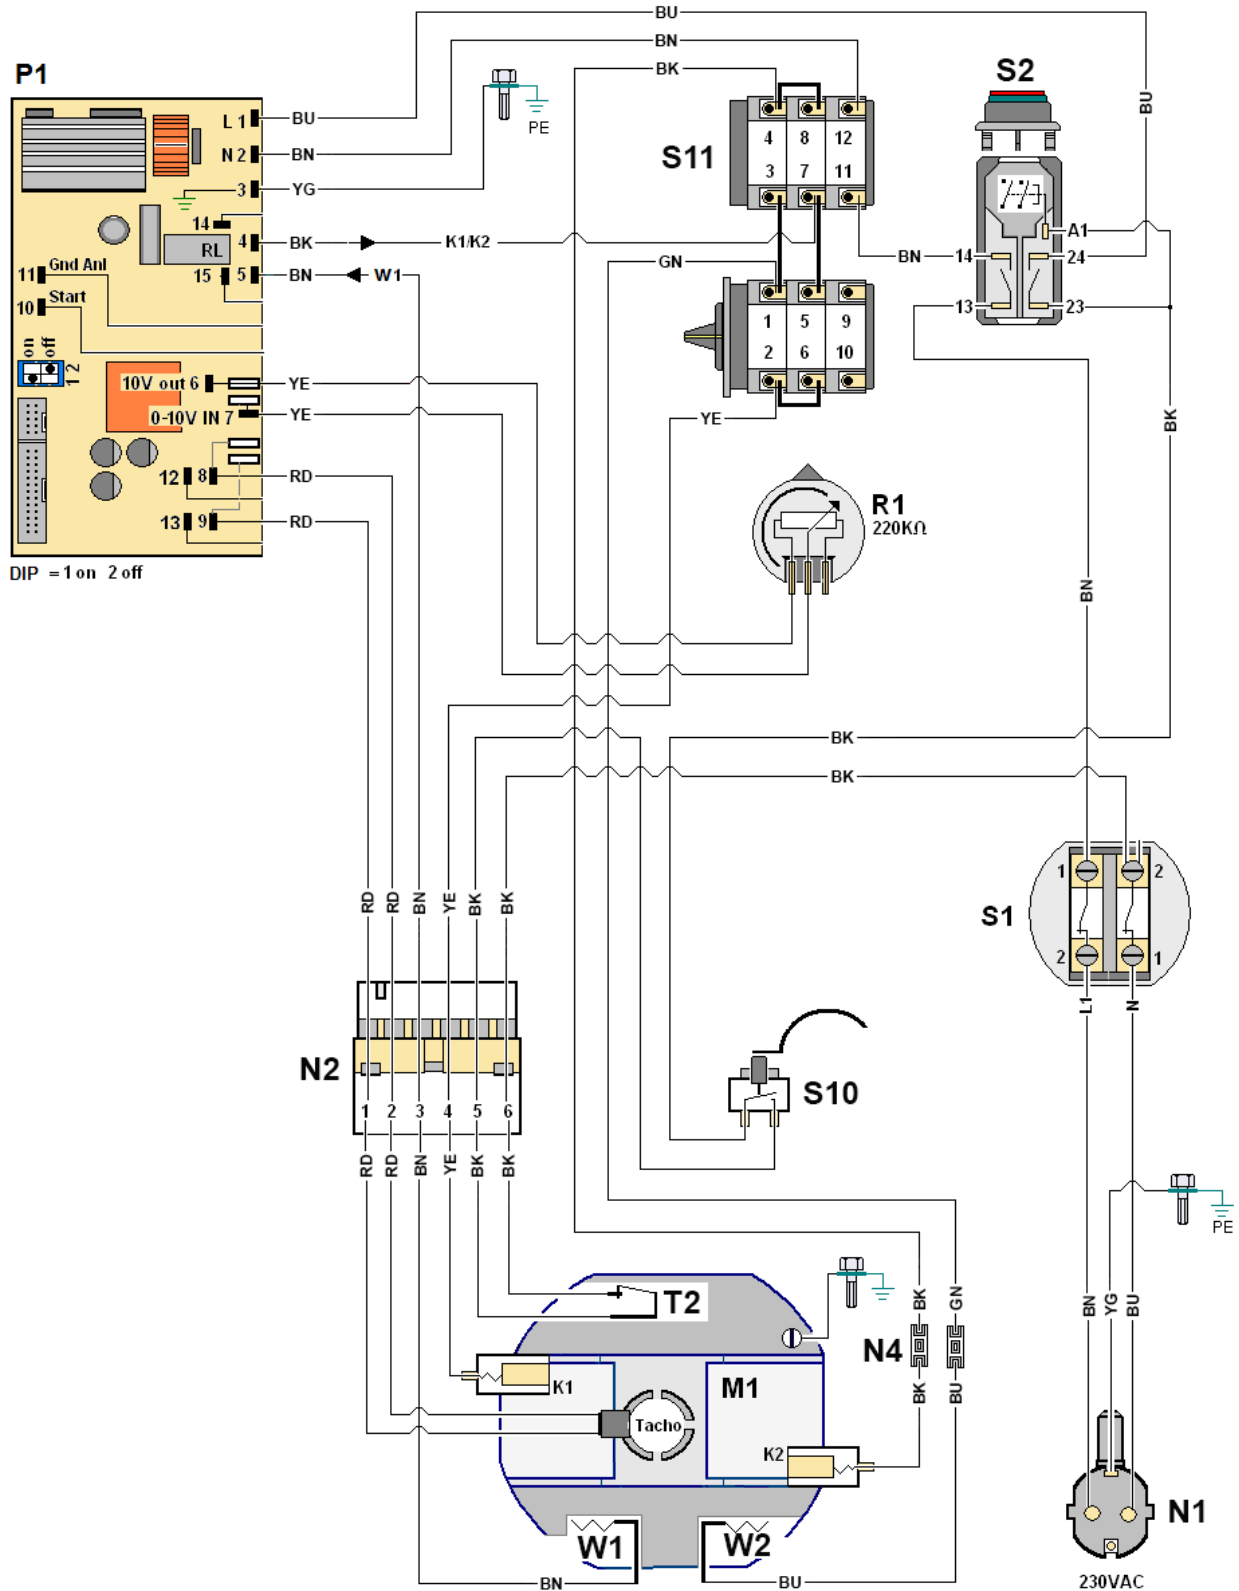 BU
BN
BK
P1
S2
PE
L 1
BU
BU
N 2
BN
S11
4 8 12
3 7 11
3
YG
14
4
BK
K1/K2
A1
RL
11
Gnd Anl
15
5
BN
W1
GN
BN
14
24
10
Start
13
23
on
off
1 2
1 5 9
2 6 10
10V out 6
YE
0-10V IN 7
YE
YE
BK
12
8
RD
R1
220KΩ
13
9
RD
DIP = 1 on 2 off
BN
BK
BK
1
2
RD
RD
BN
YE
BK
BK
S1
2
1
L1
N
N2
S10
1 2 3 4 5 6
RD
RD
BN
YE
BK
BK
PE
T2
BK
GN
BN
YG
BU
N4
K1
M1
BK
BU
Tacho
K2
N1
W1
W2
BN
BU
230VAC